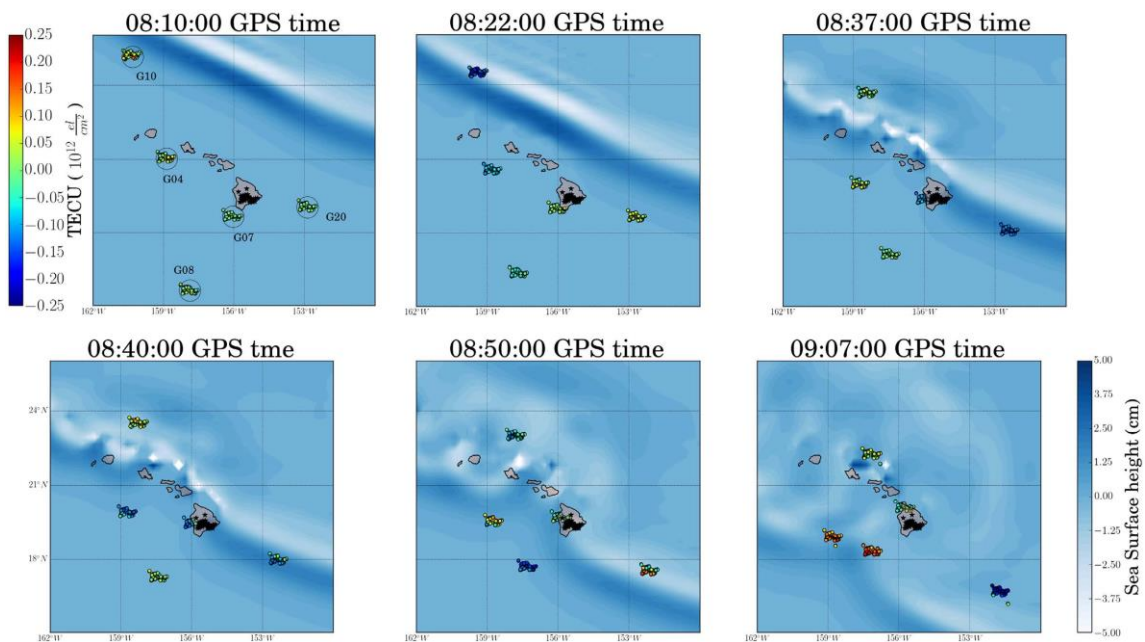 08:10:00 GPS time
08:22:00 GPS time
08:37:00 GPS time
0.25
0.20
0.15
0.10
0.05
0.00
−0.05
−0.10
−0.15
−0.20
−0.25
TECU ( 10^12 el/cm^2 )
G10
G04
G07
G20
G08
162°W 159°W 156°W 153°W
162°W 159°W 156°W 153°W
162°W 159°W 156°W 153°W
08:40:00 GPS tme
08:50:00 GPS time
09:07:00 GPS time
24°N
21°N
18°N
162°W 159°W 156°W 153°W
162°W 159°W 156°W 153°W
162°W 159°W 156°W 153°W
5.00
3.75
2.50
1.25
0.00
−1.25
−2.50
−3.75
−5.00
Sea Surface height (cm)